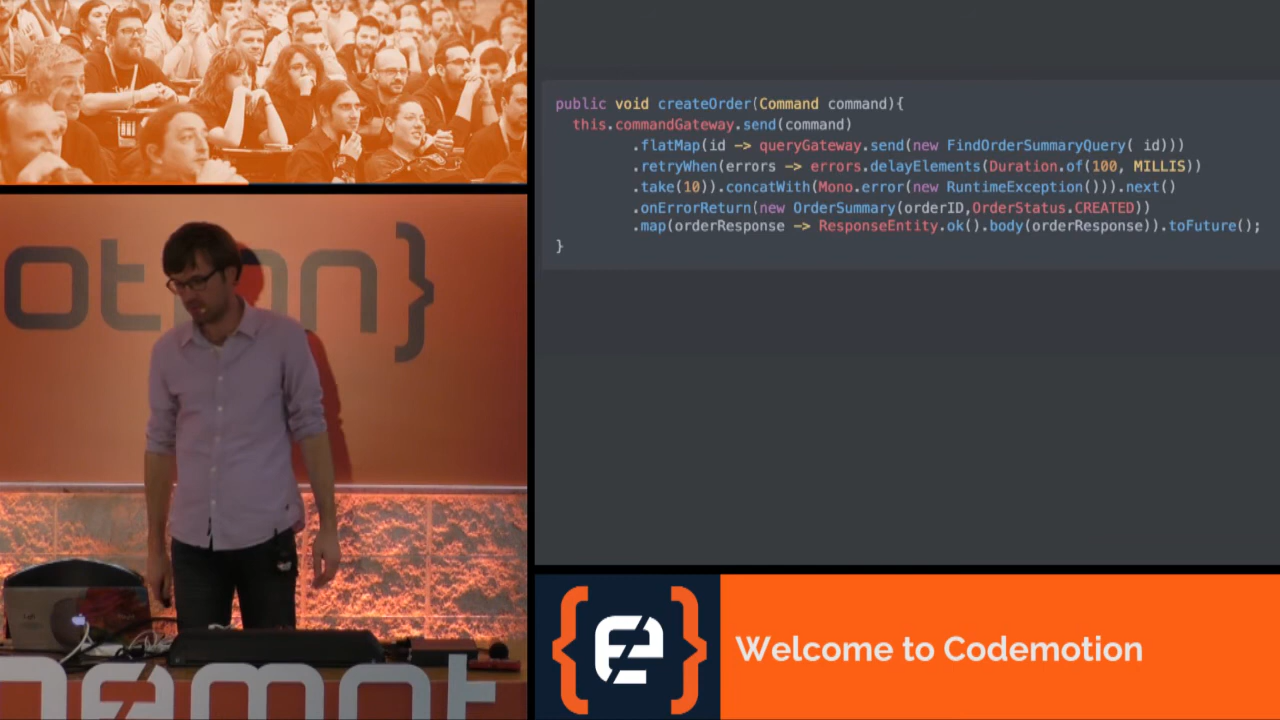 public void createOrder(Command command){
this.commandGateway.send(command)
.flatMap(id -> queryGateway.send(new FindOrderSummaryQuery( id)))
.retryWhen(errors -> errors.delayElements(Duration.of(100, MILLIS))
.take(10)).concatWith(Mono.error(new RuntimeException())).next()
.onErrorReturn(new OrderSummary(orderID,OrderStatus.CREATED))
.map(orderResponse -> ResponseEntity.ok().body(orderResponse)).toFuture();
}
Welcome to Codemotion